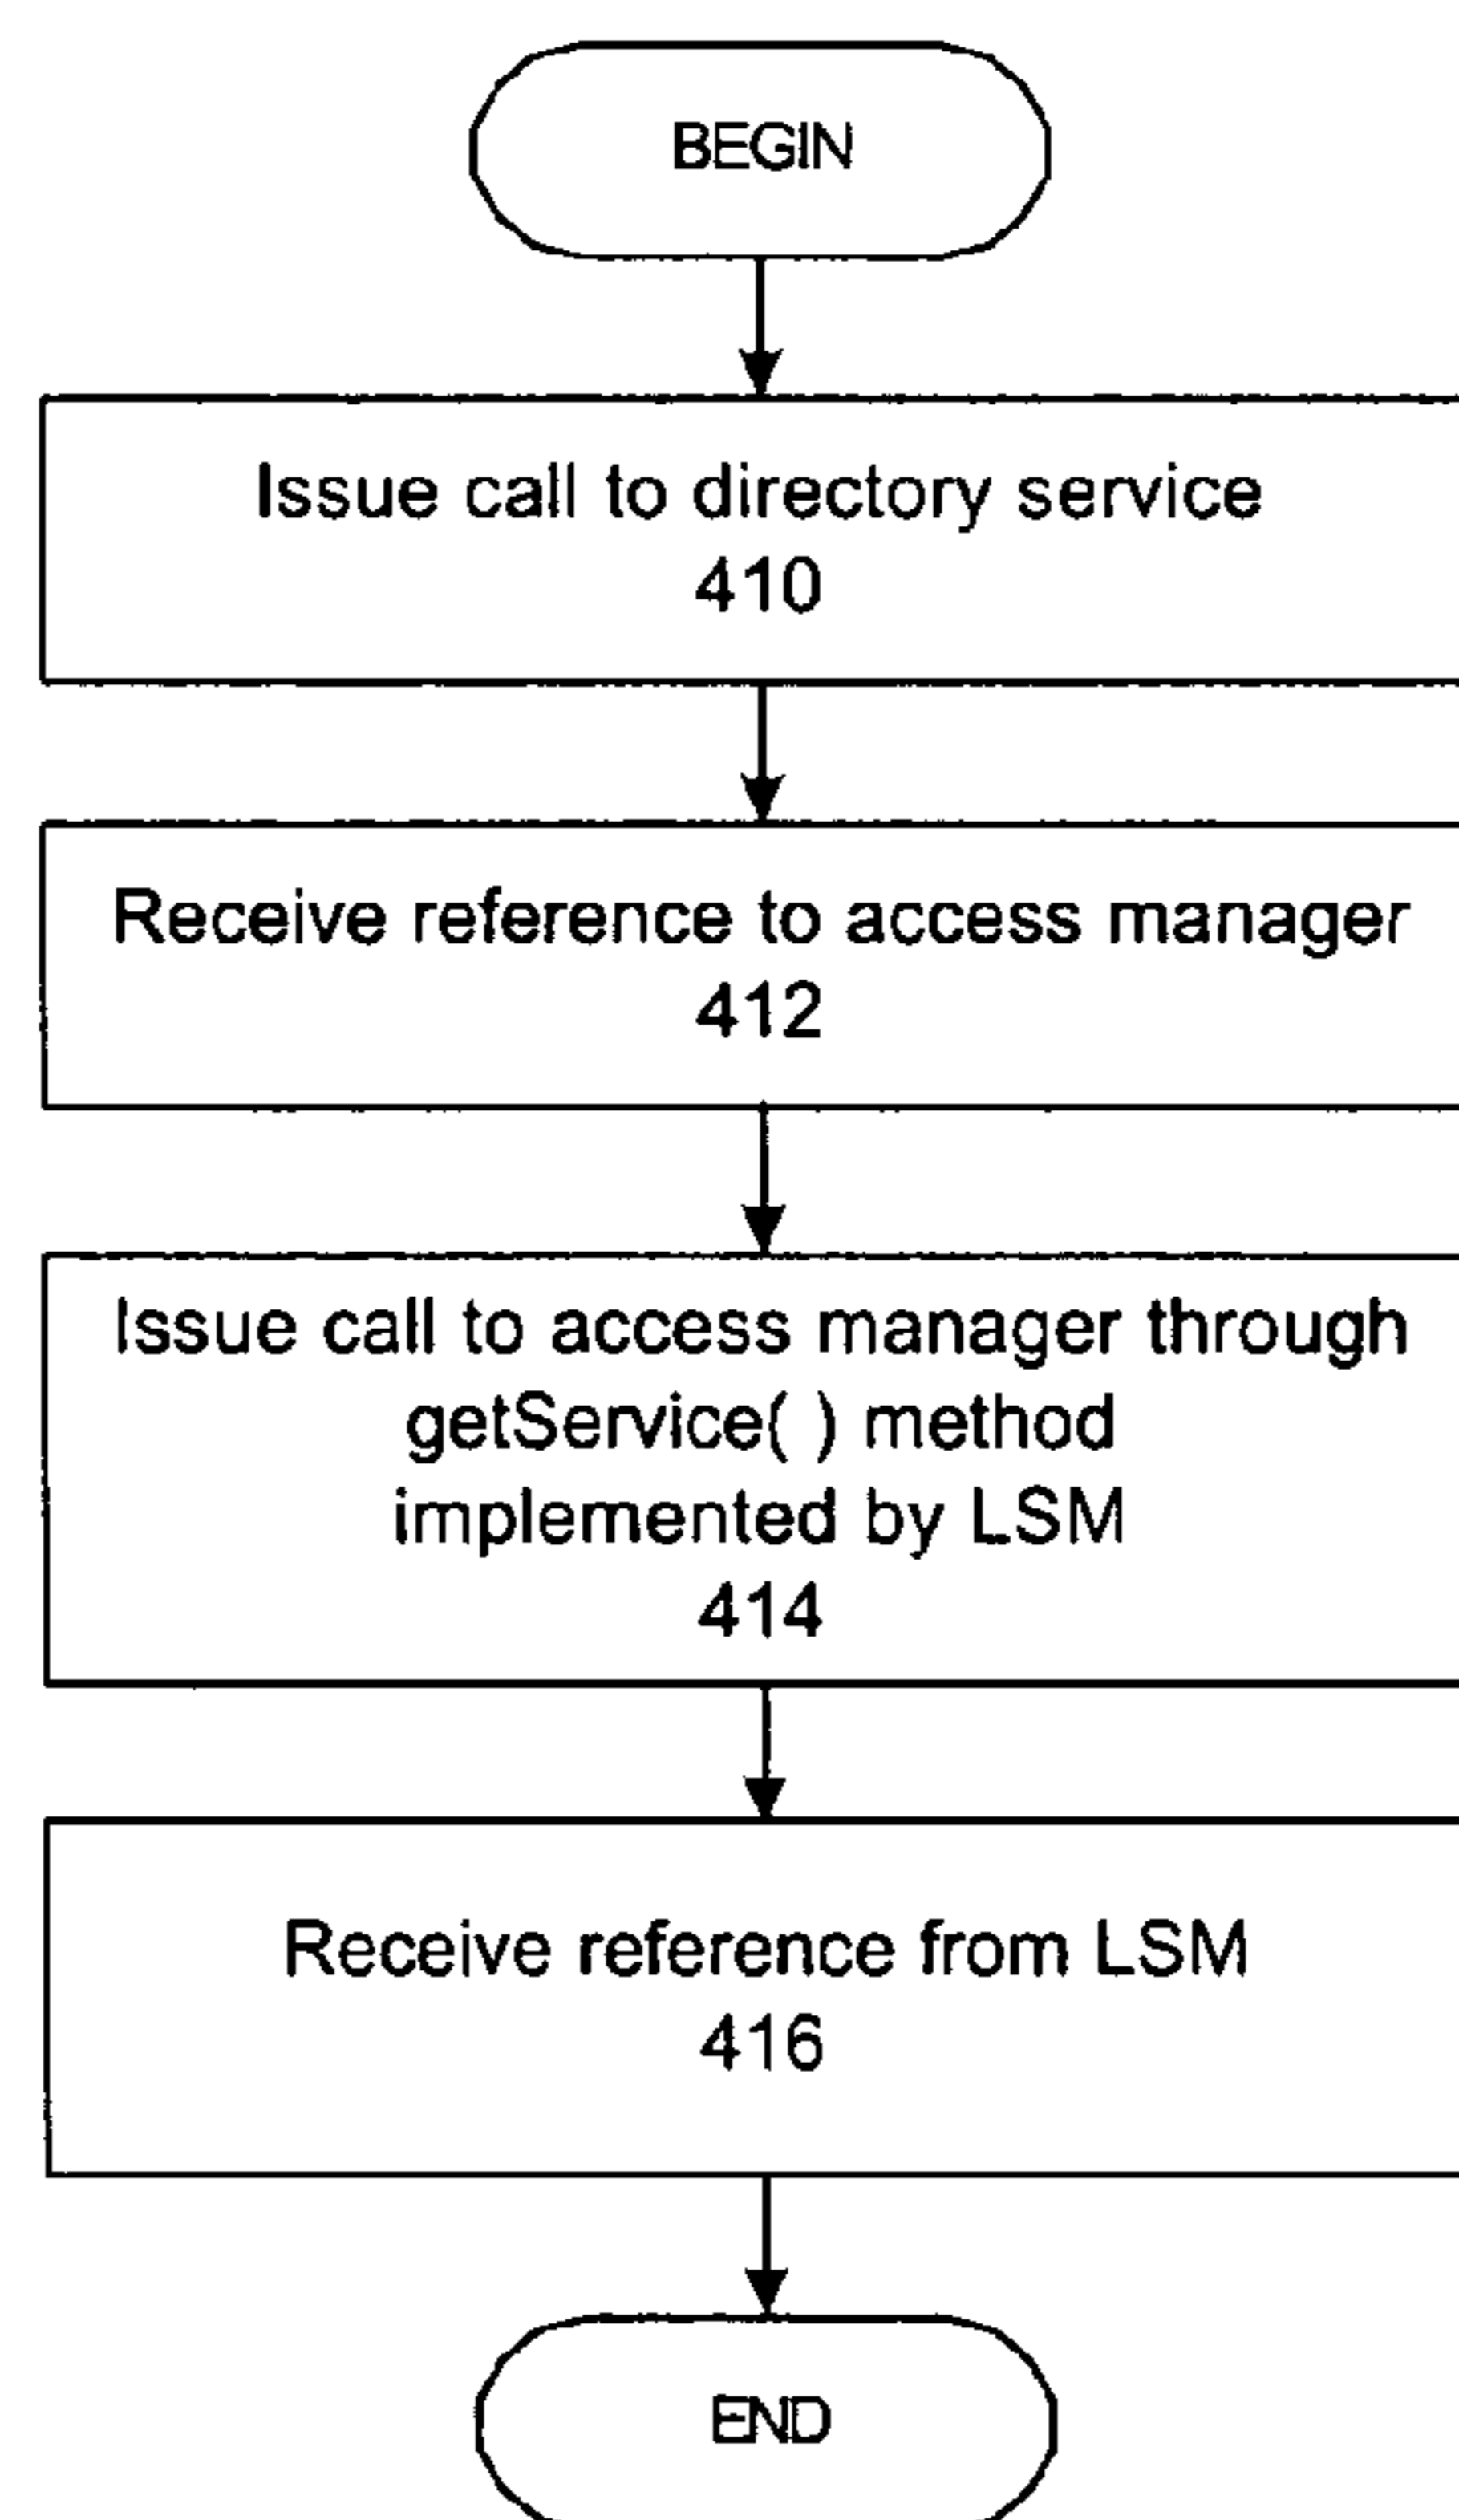 BEGIN
Issue call to directory service
410
Receive reference to access manager
412
Issue call to access manager through
getService( ) method
implemented by LSM
414
Receive reference from LSM
416
END